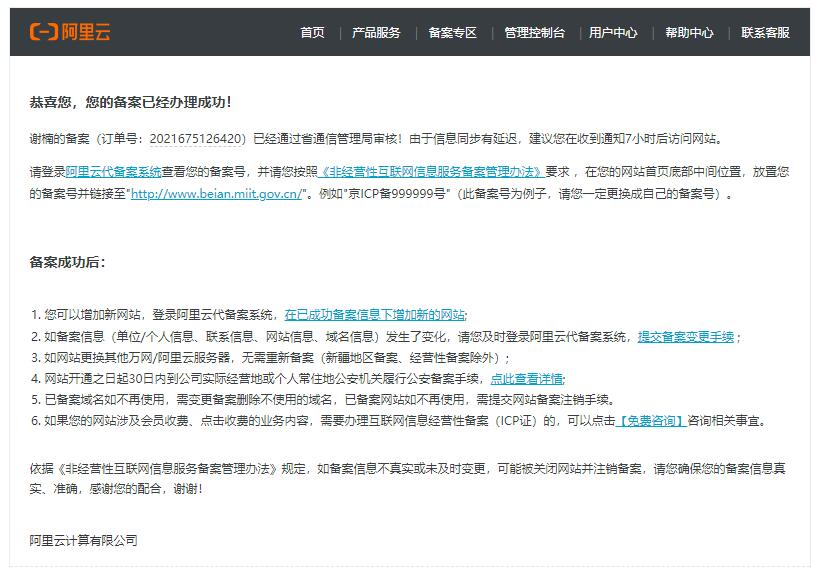 阿里云
首页 | 产品服务 | 备案专区 | 管理控制台 | 用户中心 | 帮助中心 | 联系客服
恭喜您，您的备案已经办理成功！
谢楠的备案（订单号：2021675126420）已经通过省通信管理局审核！由于信息同步有延迟，建议您在收到通知7小时后访问网站。
请登录阿里云代备案系统查看您的备案号，并请您按照《非经营性互联网信息服务备案管理办法》要求 ，在您的网站首页底部中间位置，放置您
的备案号并链接至"http://www.beian.miit.gov.cn/"。例如"京ICP备999999号"（此备案号为例子，请您一定更换成自己的备案号）。
备案成功后：
1. 您可以增加新网站，登录阿里云代备案系统，在已成功备案信息下增加新的网站;
2. 如备案信息（单位/个人信息、联系信息、网站信息、域名信息）发生了变化，请您及时登录阿里云代备案系统，提交备案变更手续；
3. 如网站更换其他万网/阿里云服务器，无需重新备案（新疆地区备案、经营性备案除外）；
4. 网站开通之日起30日内到公司实际经营地或个人常住地公安机关履行公安备案手续，点此查看详情;
5. 已备案域名如不再使用，需变更备案删除不使用的域名，已备案网站如不再使用，需提交网站备案注销手续。
6. 如果您的网站涉及会员收费、点击收费的业务内容，需要办理互联网信息经营性备案（ICP证）的，可以点击【免费咨询】咨询相关事宜。
依据《非经营性互联网信息服务备案管理办法》规定，如备案信息不真实或未及时变更，可能被关闭网站并注销备案，请您确保您的备案信息真
实、准确，感谢您的配合，谢谢！
阿里云计算有限公司